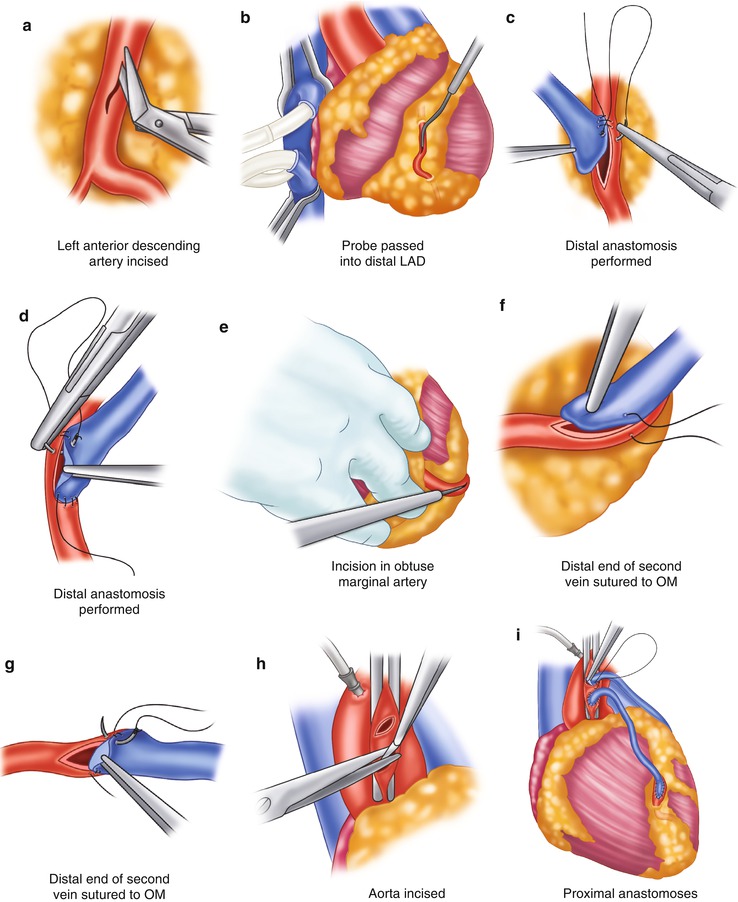 a
b
c
Left anterior descending
artery incised
Probe passed
into distal LAD
Distal anastomosis
performed
d
e
f
Distal anastomosis
performed
Incision in obtuse
marginal artery
Distal end of second
vein sutured to OM
g
h
i
Distal end of second
vein sutured to OM
Aorta incised
Proximal anastomoses